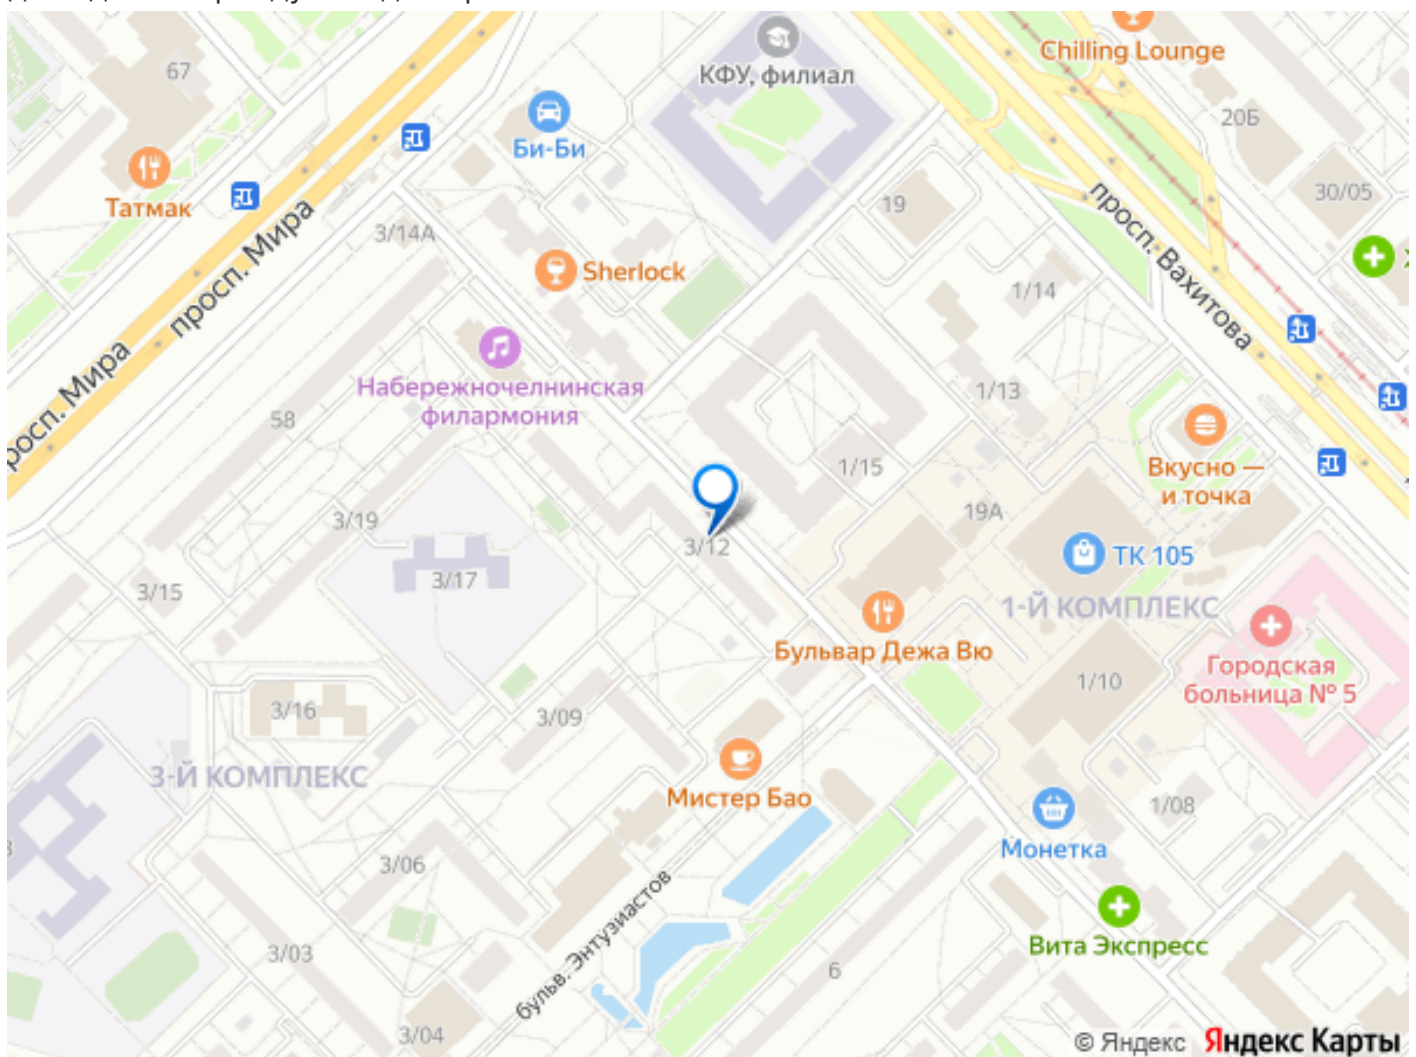 Chilling Lounge
КФУ, филиал
67
20Б
Би-Би
30/05
Татмак
19
просп. Вахитова
просп. Мира
3/14А
Sherlock
1/14
Набережночелнинская
филармония
просп. Мира
1/13
58
Вкусно —
и точка
1/15
19А
3/19
3/12
ТК 105
3/17
3/15
1-Й КОМПЛЕКС
Бульвар Дежа Вю
Городская
больница № 5
1/10
3/16
3/09
3-Й КОМПЛЕКС
Мистер Бао
1/08
Монетка
3/06
бульв. Энтузиастов
Вита Экспресс
3/03
6
3/04
© Яндекс Яндекс Карты